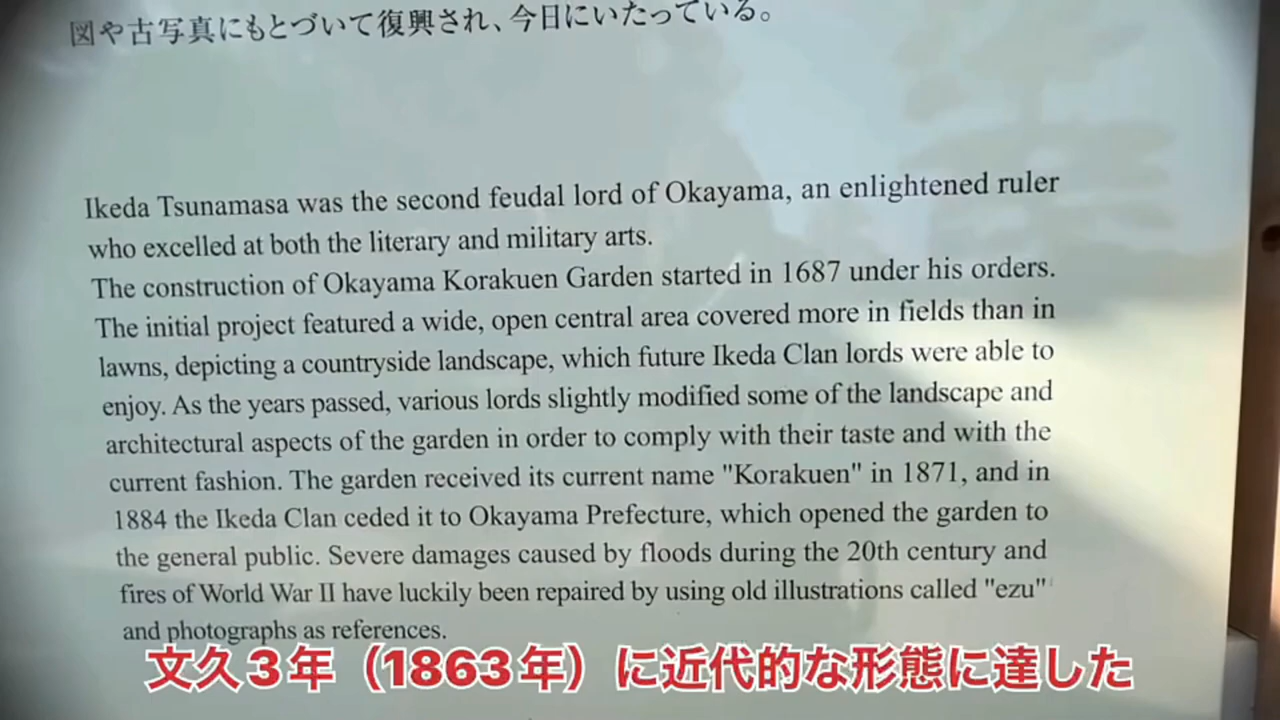 図や古写真にもとづいて復興され、今日にいたっている。
Ikeda Tsunamasa was the second feudal lord of Okayama, an enlightened ruler
who excelled at both the literary and military arts.
The construction of Okayama Korakuen Garden started in 1687 under his orders.
The initial project featured a wide, open central area covered more in fields than in
lawns, depicting a countryside landscape, which future Ikeda Clan lords were able to
enjoy. As the years passed, various lords slightly modified some of the landscape and
architectural aspects of the garden in order to comply with their taste and with the
current fashion. The garden received its current name "Korakuen" in 1871, and in
1884 the Ikeda Clan ceded it to Okayama Prefecture, which opened the garden to
the general public. Severe damages caused by floods during the 20th century and
fires of World War II have luckily been repaired by using old illustrations called "ezu"
and photographs as references.
文久3年（1863年）に近代的な形態に達した